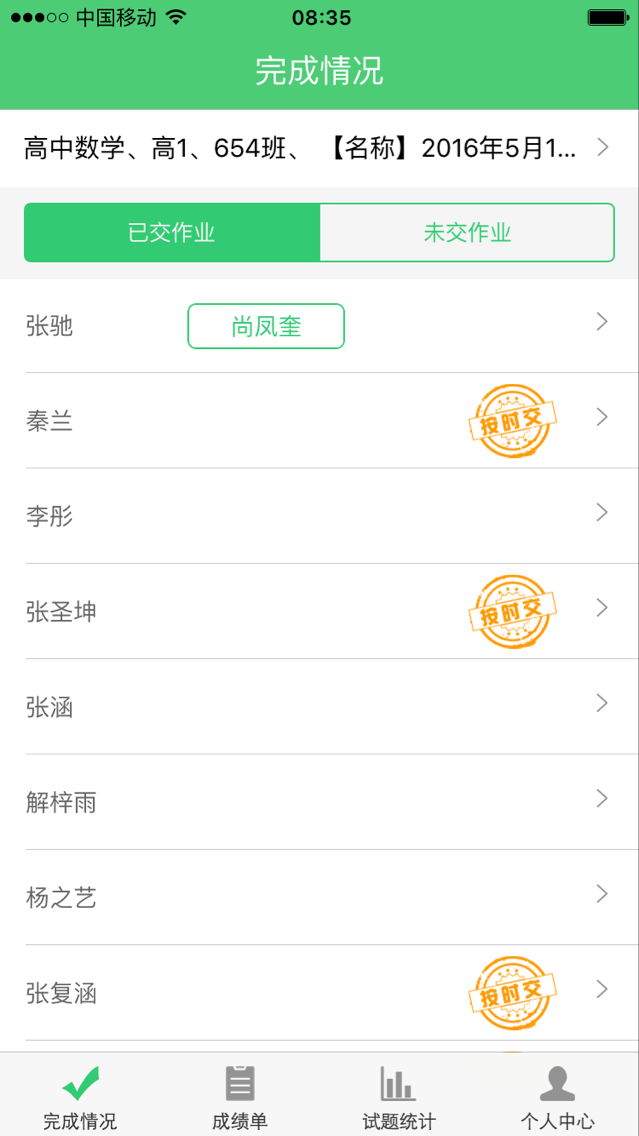 中国移动 08:35
完成情况
高中数学、高1、654班、 【名称】2016年5月1...
已交作业 未交作业
张驰 尚凤奎
秦兰 按时交
李彤
张圣坤 按时交
张涵
解梓雨
杨之艺
张复涵 按时交
完成情况 成绩单 试题统计 个人中心